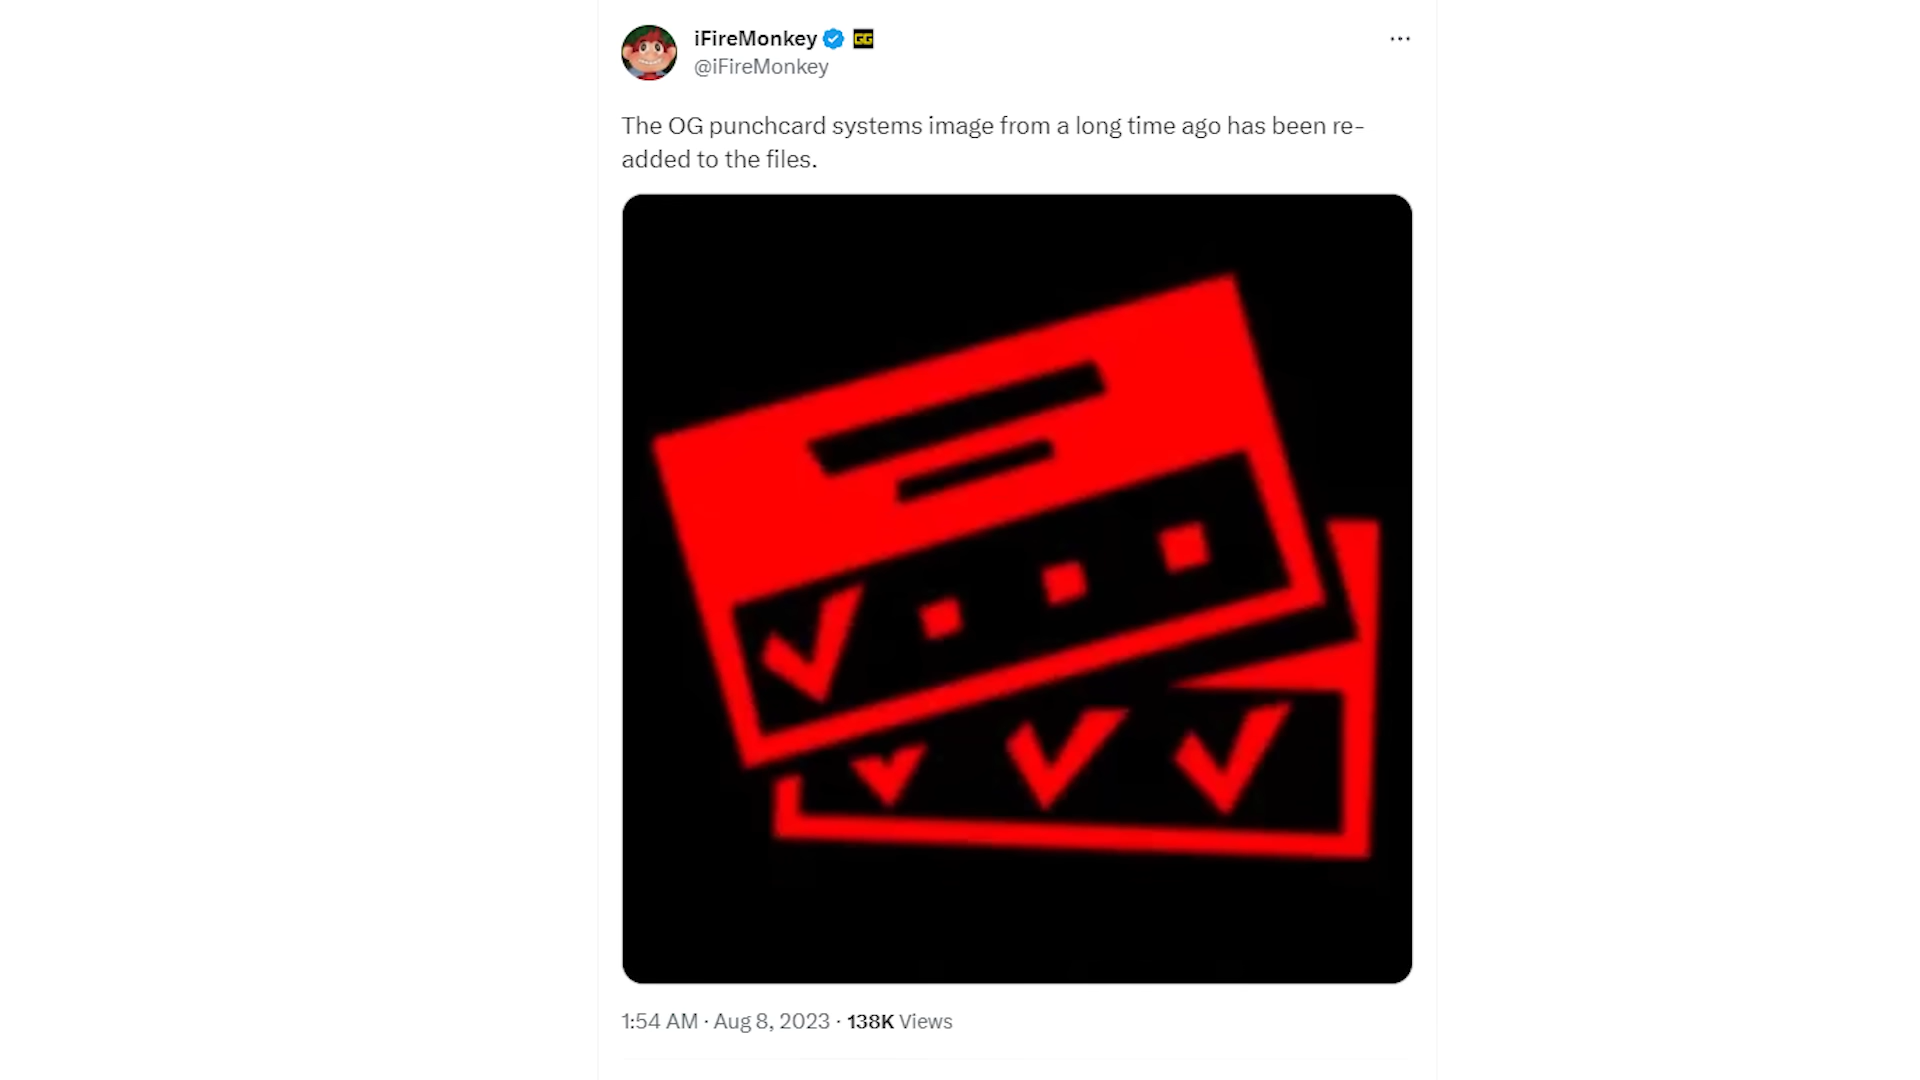 iFireMonkey GG
@iFireMonkey
The OG punchcard systems image from a long time ago has been re-
added to the files.
1:54 AM · Aug 8, 2023 · 138K Views